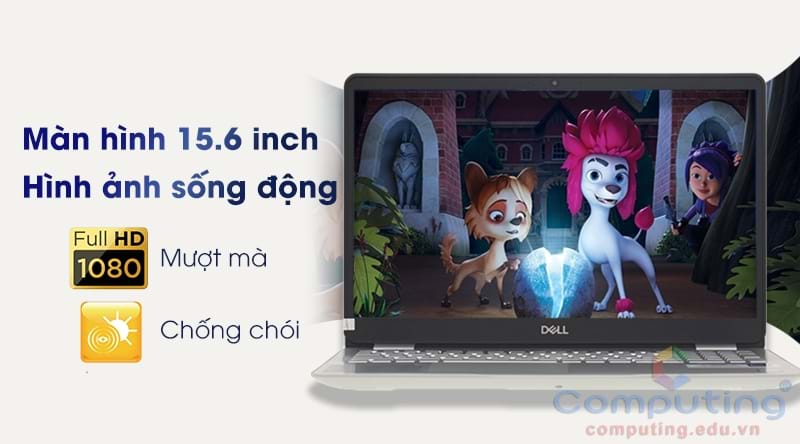 Màn hình 15.6 inch
Hình ảnh sống động
Full HD
1080
Mượt mà
Chống chói
DELL
Computing
computing.edu.vn